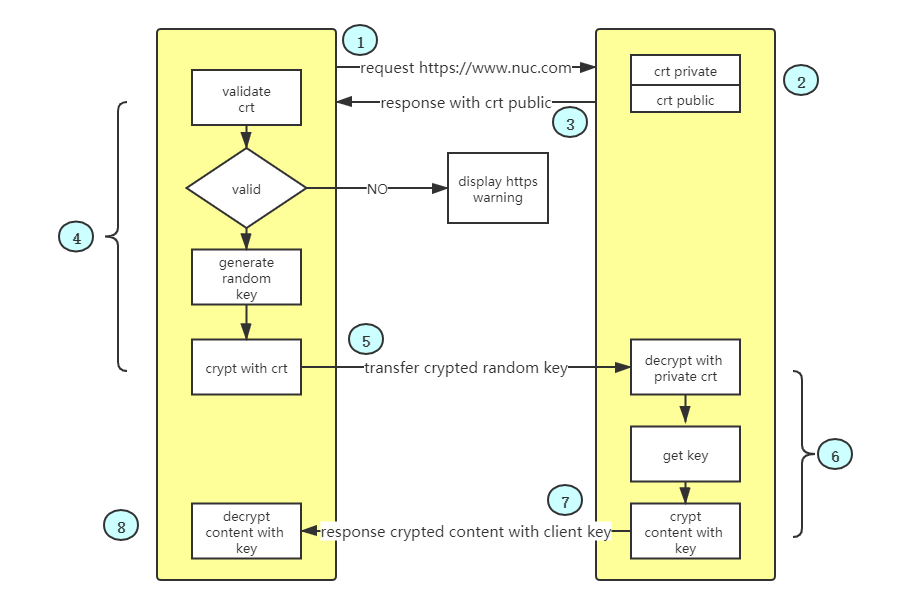 1
request https://www.nuc.com
crt private
2
validate
crt
response with crt public
crt public
3
valid
NO
display https
warning
4
generate
random
key
5
crypt with crt
transfer crypted random key
decrypt with
private crt
get key
6
7
8
decrypt
content with
key
response crypted content with client key
crypt
content with
key